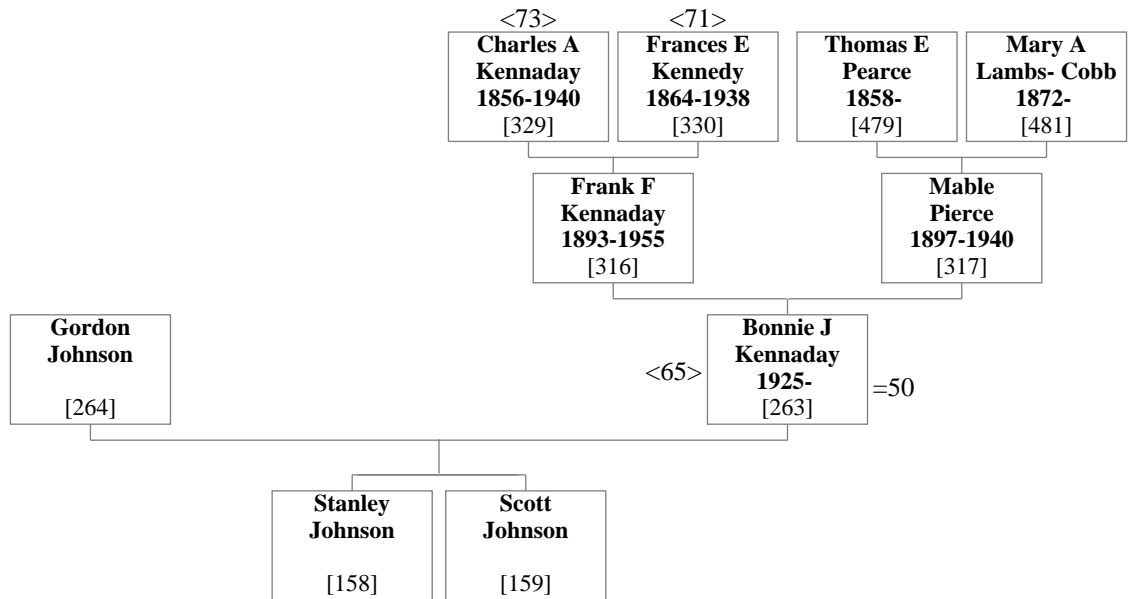 <73>
<71>
Charles A
Kennaday
1856-1940
[329]
Frances E
Kennedy
1864-1938
[330]
Thomas E
Pearce
1858-
[479]
Mary A
Lambs- Cobb
1872-
[481]
Frank F
Kennaday
1893-1955
[316]
Mable
Pierce
1897-1940
[317]
Gordon
Johnson
[264]
<65>
Bonnie J
Kennaday
1925-
[263]
=50
Stanley
Johnson
[158]
Scott
Johnson
[159]